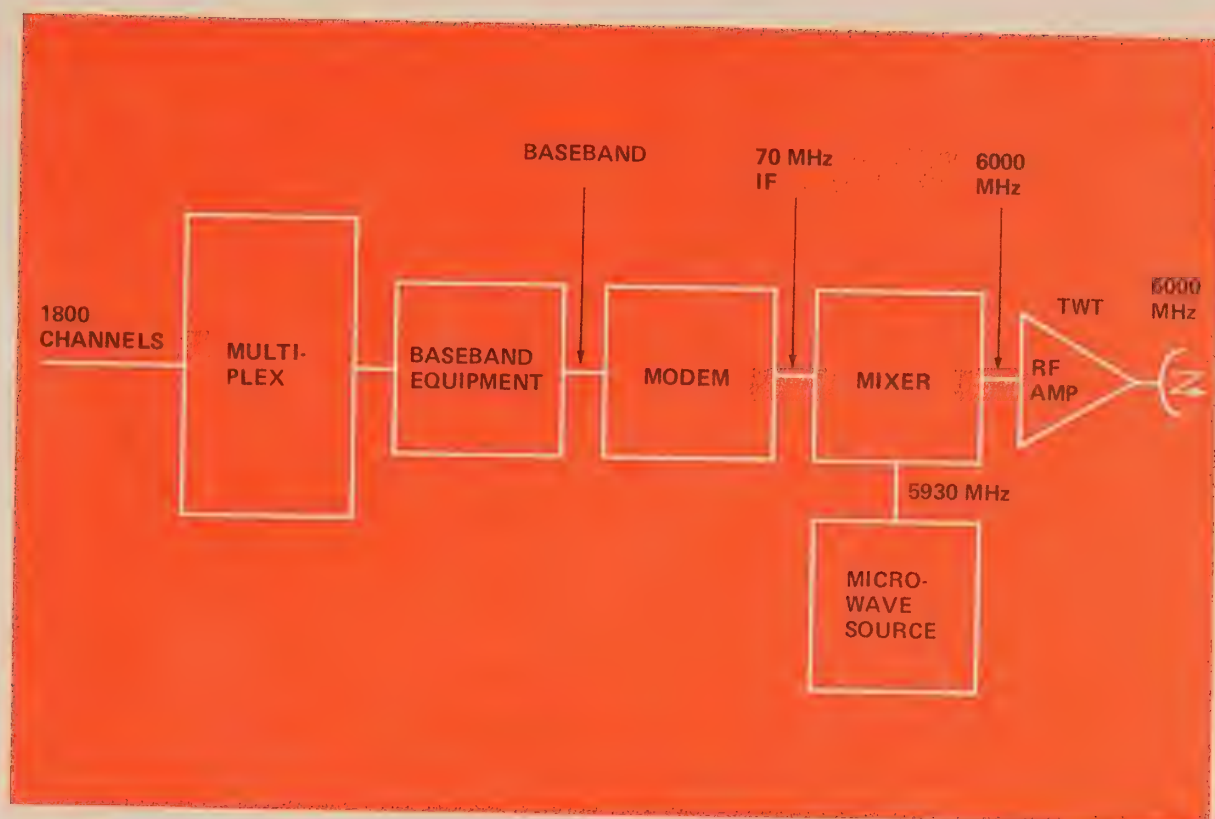 BASEBAND
70 MHz
IF
6000
MHz
1800
CHANNELS
MULTI-
PLEX
BASEBAND
EQUIPMENT
MODEM
MIXER
TWT
RF
AMP
6000
MHz
5930 MHz
MICRO-
WAVE
SOURCE